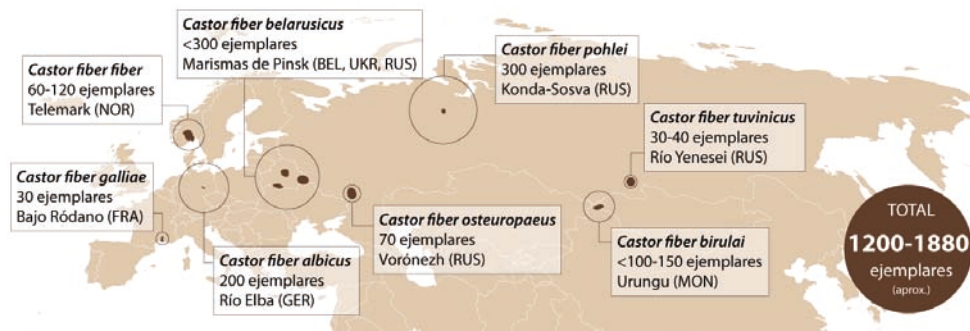 Castor fiber belarusicus
<300 ejemplares
Marismas de Pinsk (BEL, UKR, RUS)
Castor fiber pohlei
300 ejemplares
Konda-Sosva (RUS)
Castor fiber fiber
60-120 ejemplares
Telemark (NOR)
Castor fiber tuvinicus
30-40 ejemplares
Río Yenesei (RUS)
Castor fiber galliae
30 ejemplares
Bajo Ródano (FRA)
Castor fiber osteuropaeus
70 ejemplares
Vorónezh (RUS)
Castor fiber albicus
200 ejemplares
Río Elba (GER)
Castor fiber birulai
<100-150 ejemplares
Urungu (MON)
TOTAL
1200-1880
ejemplares
(aprox.)